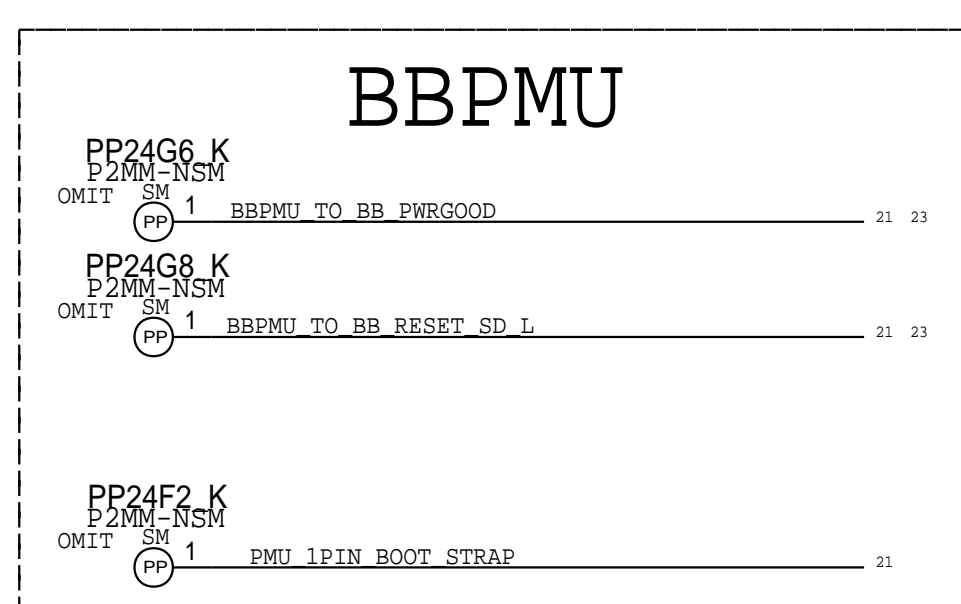 BBPMU
PP24G6_K
P2MM-NSM
OMIT SM
PP 1 BBPMU_TO_BB_PWRGOOD 21 23
PP24G8_K
P2MM-NSM
OMIT SM
PP 1 BBPMU_TO_BB_RESET_SD_L 21 23
PP24F2_K
P2MM-NSM
OMIT SM
PP 1 PMU_1PIN_BOOT_STRAP 21